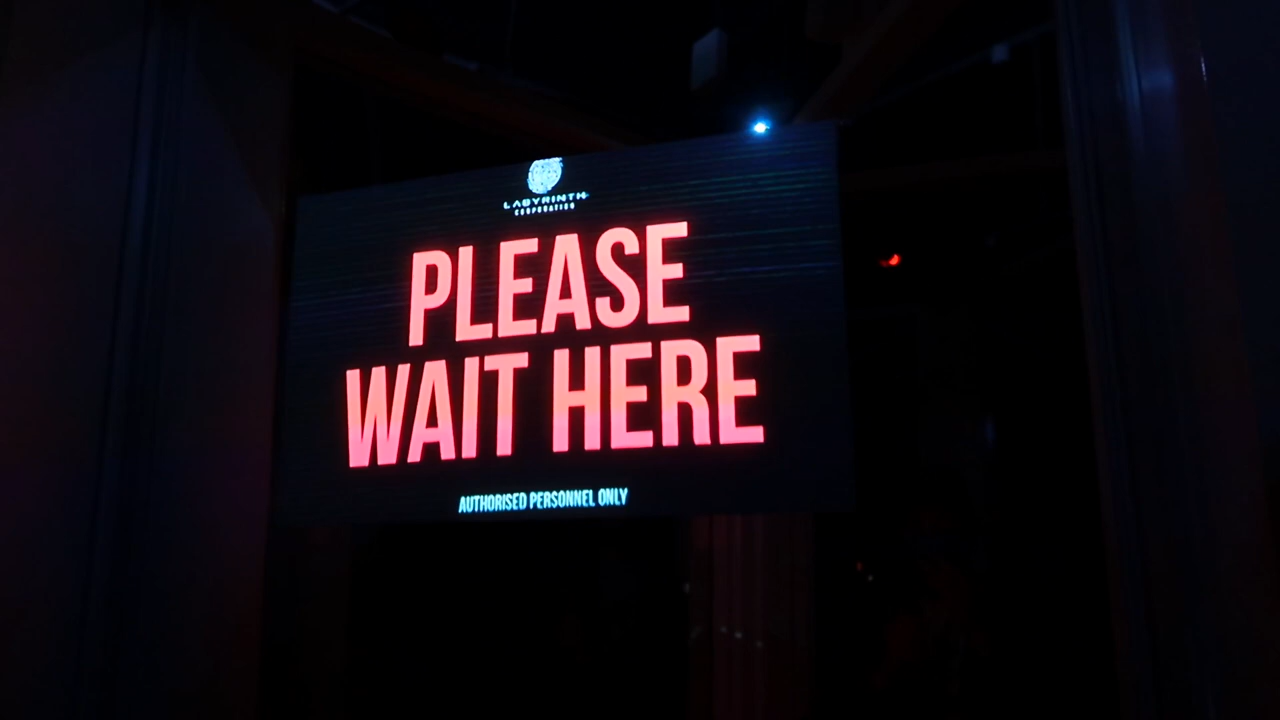 LABYRINTH
CORPORATION
PLEASE
WAIT HERE
AUTHORISED PERSONNEL ONLY